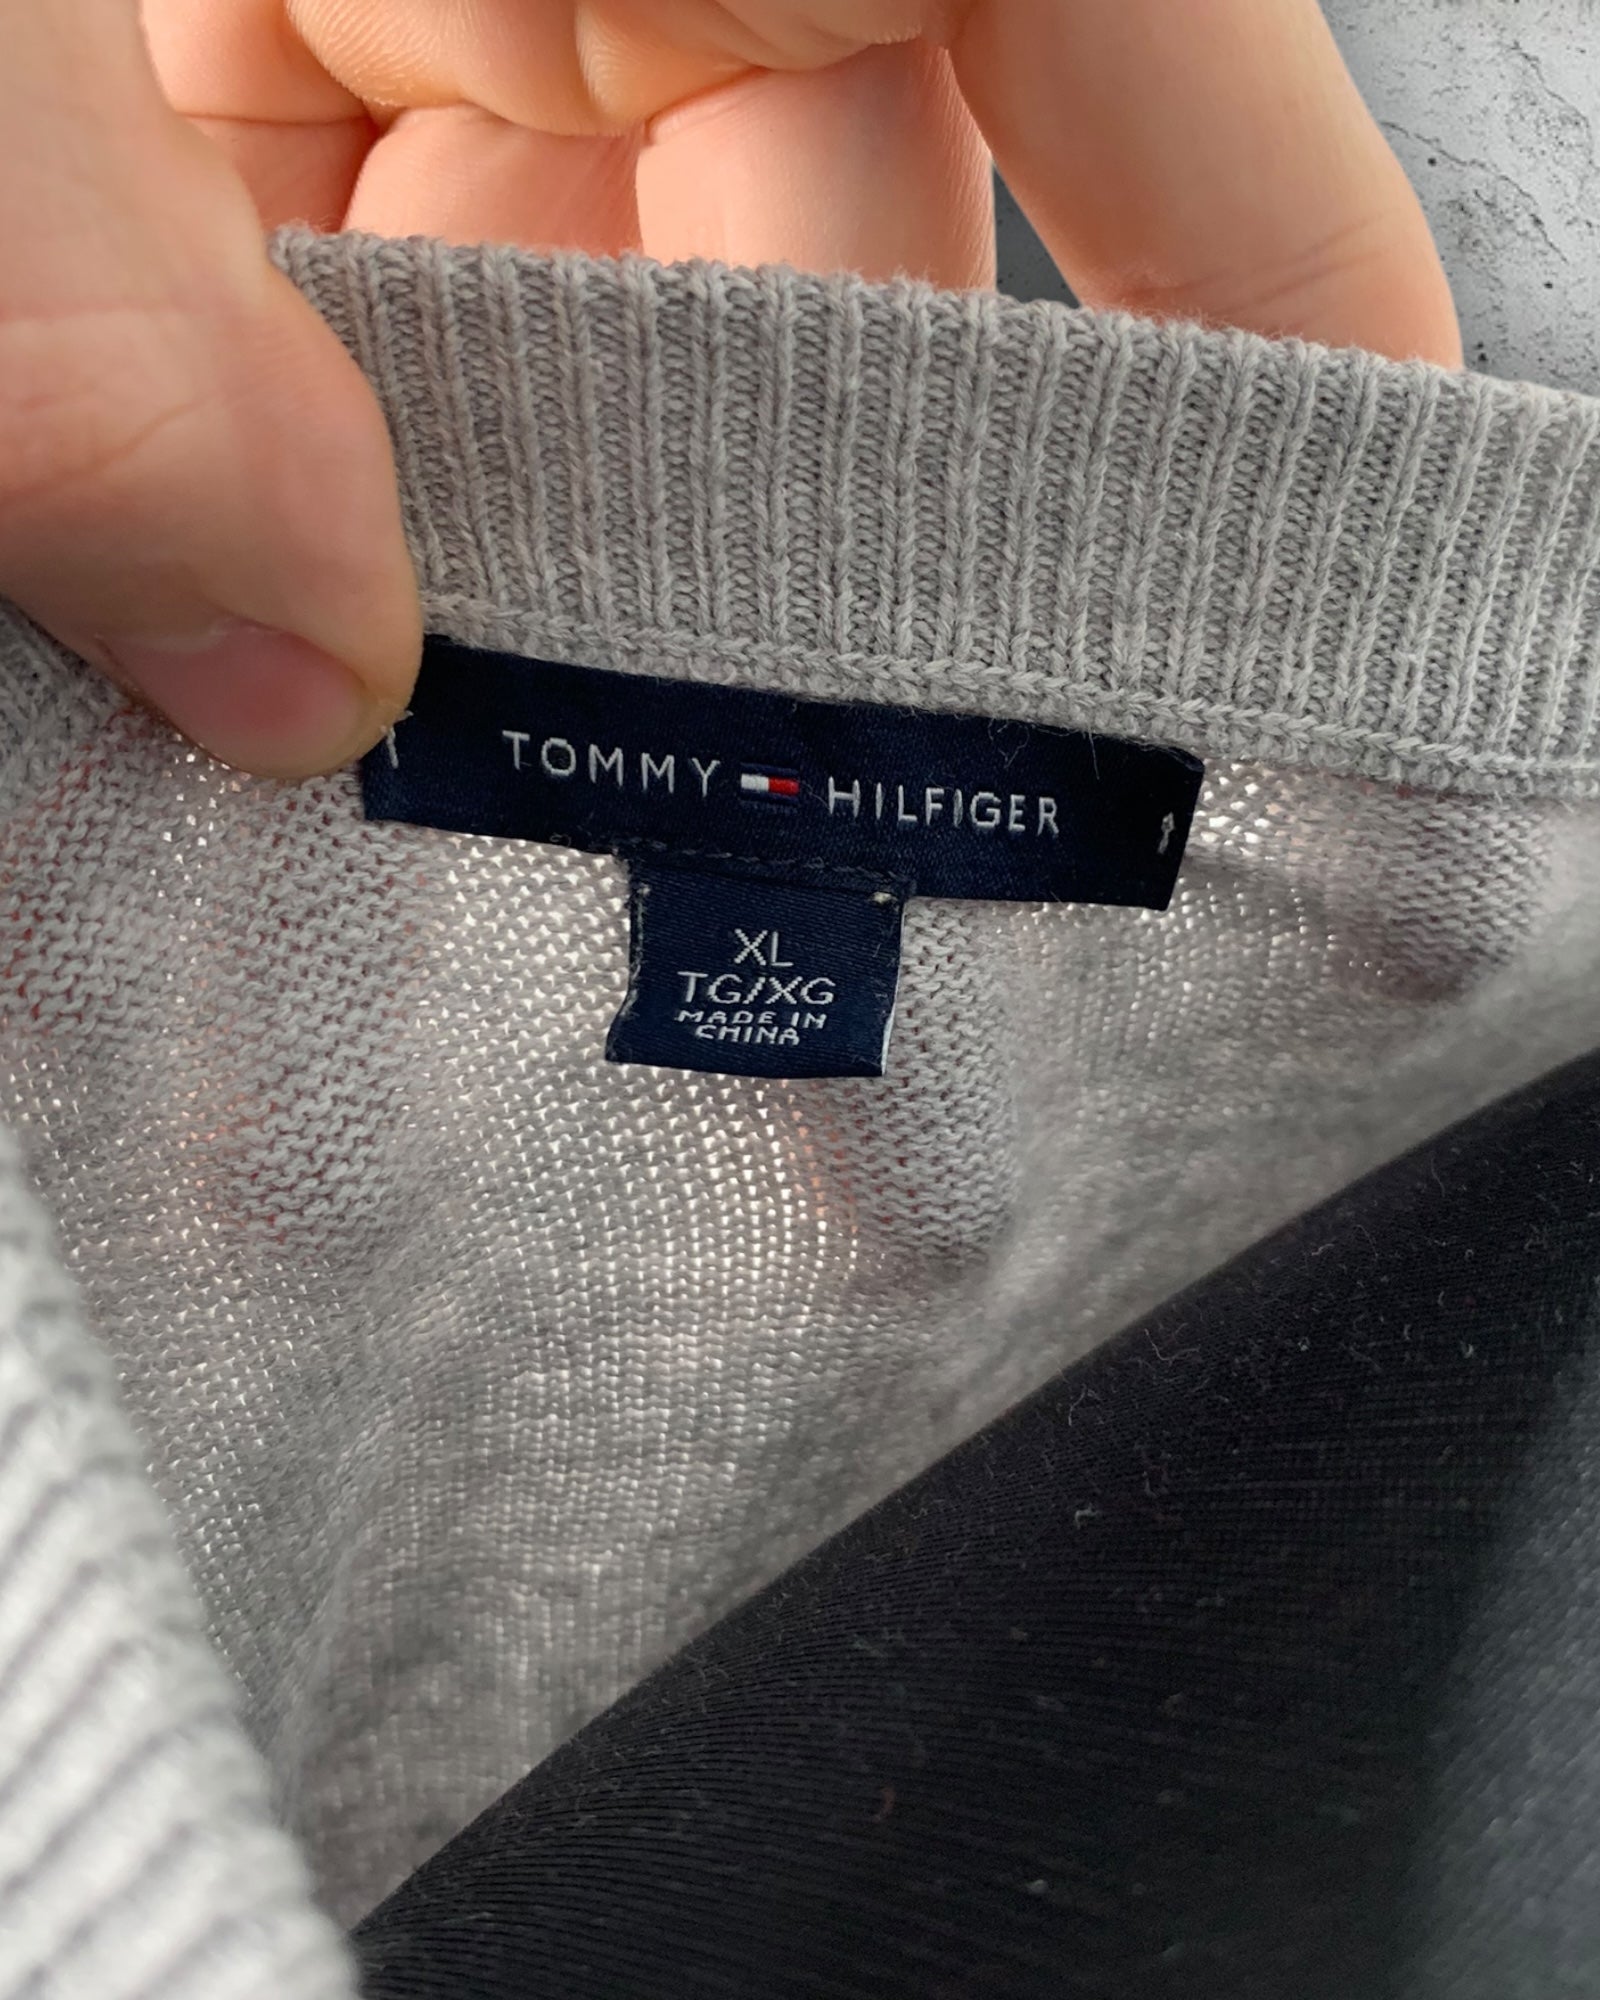 TOMMY HILFIGER
XL
TG/XG
MADE IN
CHINA